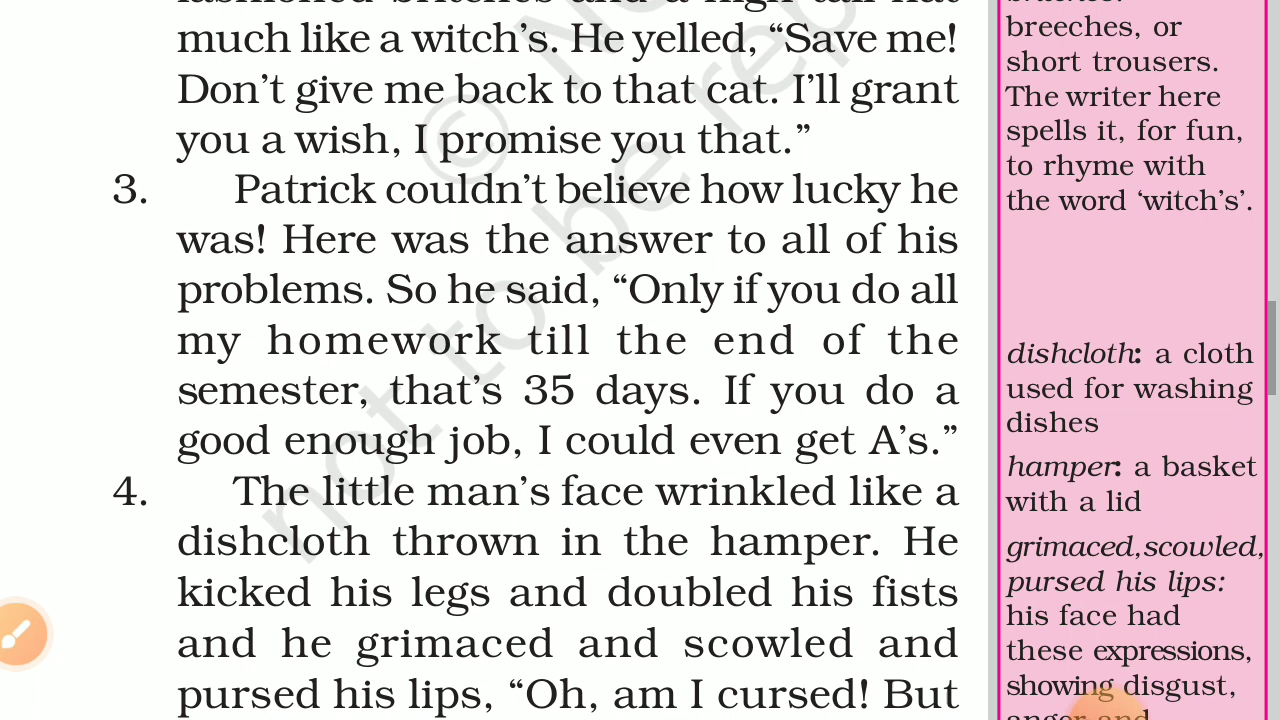 much like a witch’s. He yelled, “Save me!
Don’t give me back to that cat. I’ll grant
you a wish, I promise you that.”
3. Patrick couldn’t believe how lucky he
was! Here was the answer to all of his
problems. So he said, “Only if you do all
my homework till the end of the
semester, that’s 35 days. If you do a
good enough job, I could even get A’s.”
4. The little man’s face wrinkled like a
dishcloth thrown in the hamper. He
kicked his legs and doubled his fists
and he grimaced and scowled and
pursed his lips, “Oh, am I cursed! But
breeches, or
short trousers.
The writer here
spells it, for fun,
to rhyme with
the word ‘witch’s’.
dishcloth: a cloth
used for washing
dishes
hamper: a basket
with a lid
grimaced, scowled,
pursed his lips:
his face had
these expressions,
showing disgust,
© 
not to be